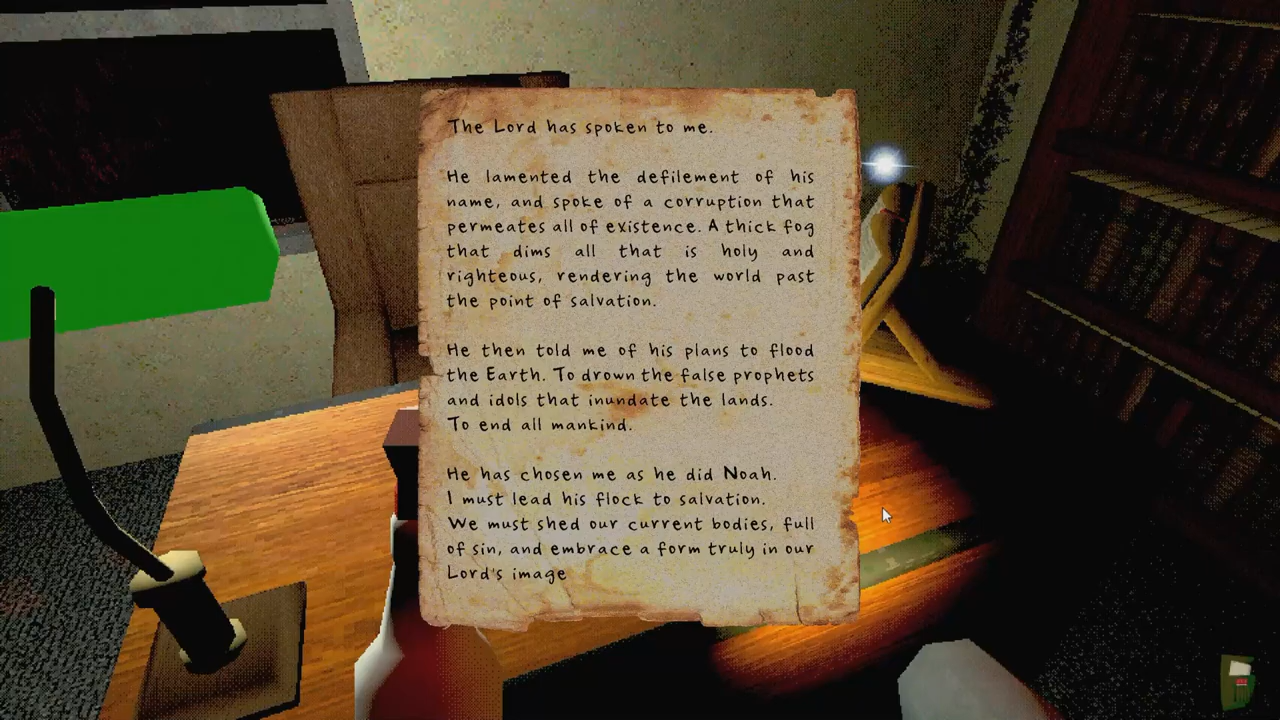 The Lord has spoken to me.
He lamented the defilement of his
name, and spoke of a corruption that
permeates all of existence. A thick fog
that dims all that is holy and
righteous, rendering the world past
the point of salvation.
He then told me of his plans to flood
the Earth. To drown the false prophets
and idols that inundate the lands.
To end all mankind.
He has chosen me as he did Noah.
I must lead his flock to salvation.
We must shed our current bodies, full
of sin, and embrace a form truly in our
Lord's image